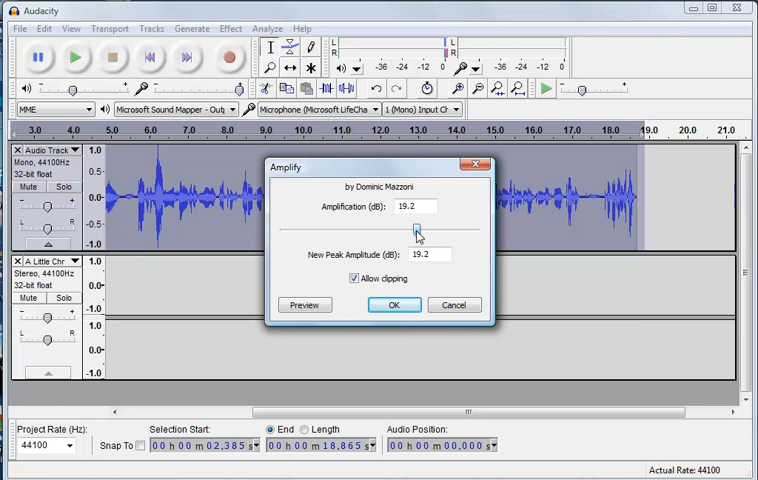 Audacity
File Edit View Transport Tracks Generate Effect Analyze Help
L R -36 -24 -12 0 L R -36 -24 -12 0
MME Microsoft Sound Mapper - Outp Microphone (Microsoft LifeCha 1 (Mono) Input Ch
3.0 4.0 5.0 6.0 7.0 8.0 9.0 10.0 11.0 12.0 13.0 14.0 15.0 16.0 17.0 18.0 19.0 20.0 21.0
Audio Track
Mono, 44100Hz
32-bit float
Mute Solo
- +
L R
1.0
0.5
0.0
-0.5
-1.0
Amplify
by Dominic Mazzoni
Amplification (dB): 19.2
New Peak Amplitude (dB): 19.2
Allow clipping
Preview OK Cancel
A Little Chr
Stereo, 44100Hz
32-bit float
Mute Solo
- +
L R
1.0
0.0
-1.0
1.0
0.0
-1.0
Project Rate (Hz): Selection Start: End Length Audio Position:
44100 Snap To 00 h 00 m 02.385 s 00 h 00 m 18.865 s 00 h 00 m 00.000 s
Actual Rate: 44100